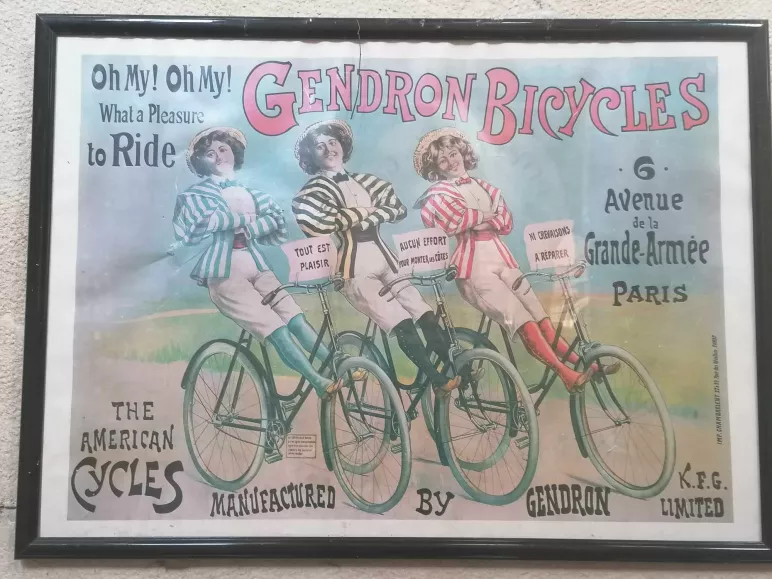 Oh My! Oh My!
What a Pleasure
to Ride
GENDRON BICYCLES
6
Avenue
de la
Grande-Armée
PARIS
TOUT EST
PLAISIR
AUCUN EFFORT
POUR MONTER LES CÔTES
NI CREVAISONS
A REPARER
THE
AMERICAN
CYCLES
MANUFACTURED BY GENDRON
K.F.G.
LIMITED